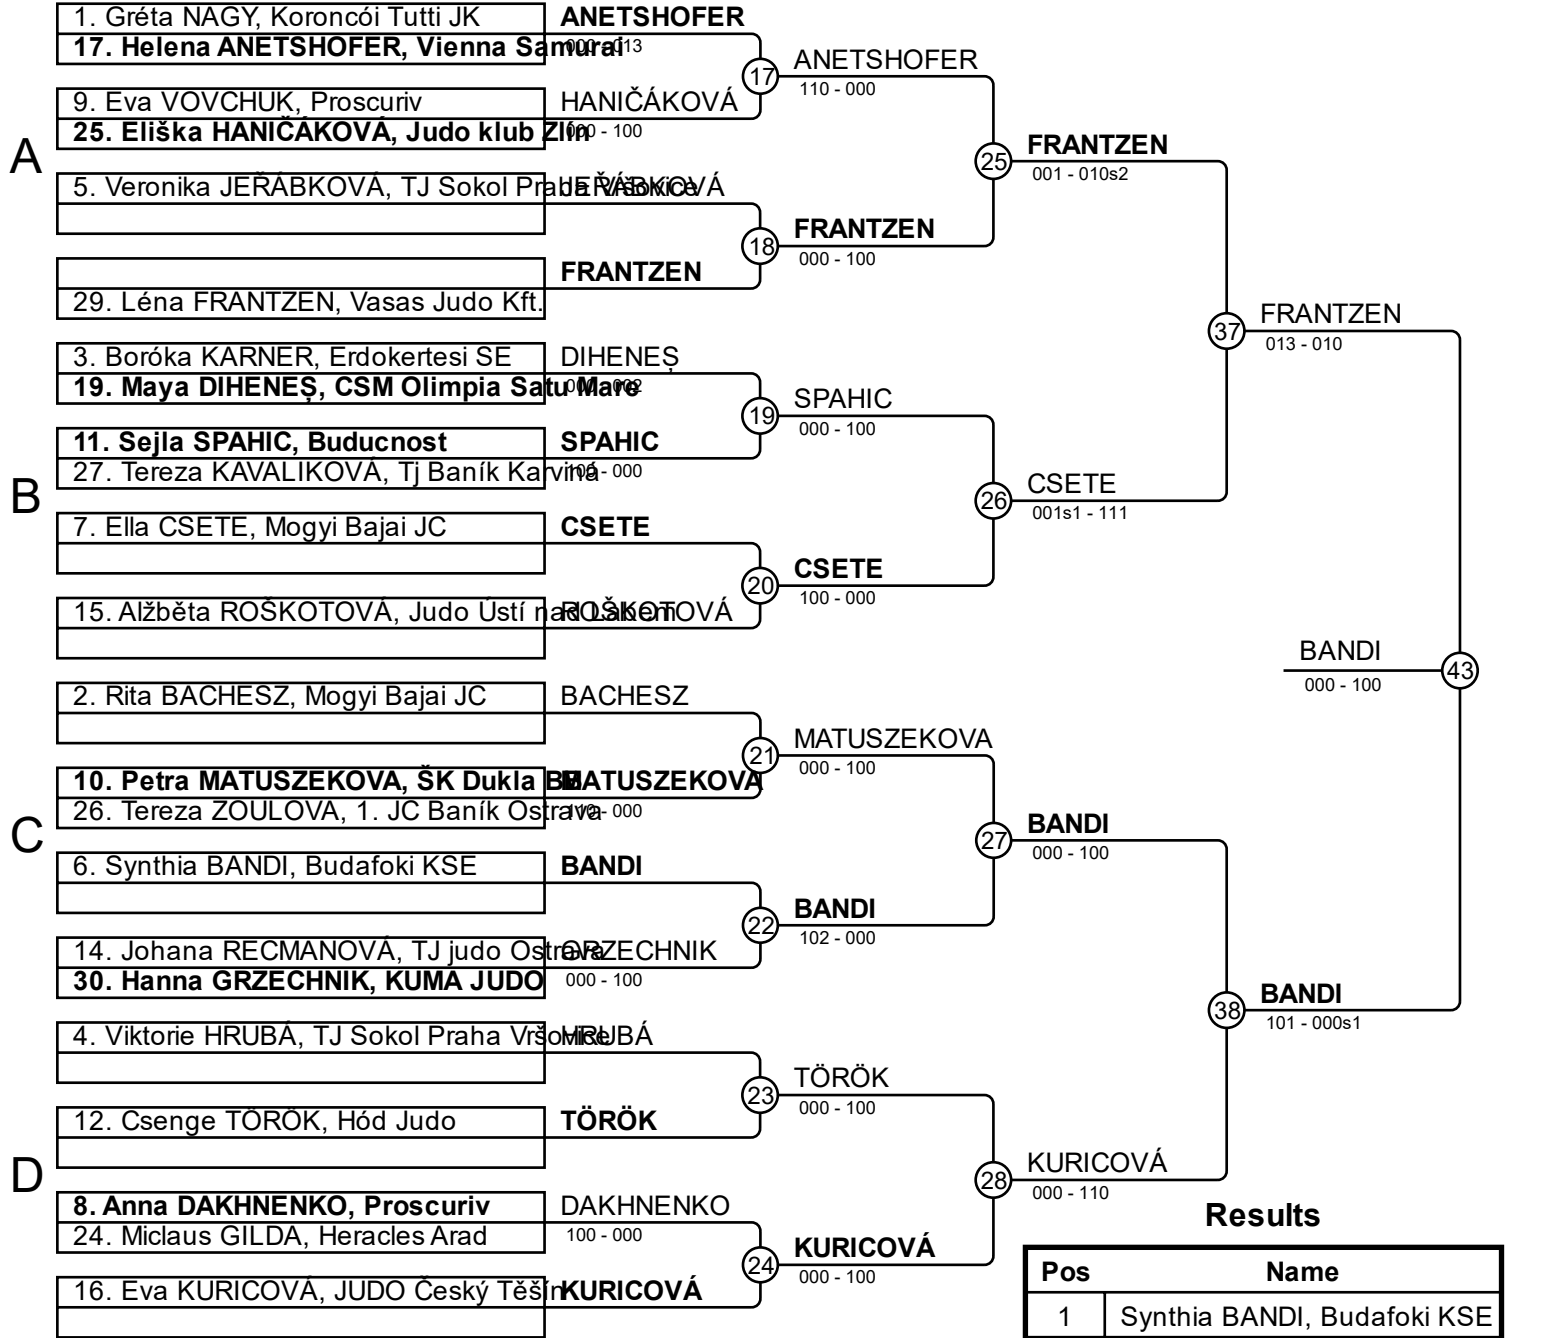 1. Gréta NAGY, Koroncói Tutti JK
17. Helena ANETSHOFER, Vienna Samurai
ANETSHOFER
000 - 013
9. Eva VOVCHUK, Proscuriv
25. Eliška HANIČÁKOVÁ, Judo klub Zlín
HANIČÁKOVÁ
000 - 100
17
ANETSHOFER
110 - 000
A
5. Veronika JEŘÁBKOVÁ, TJ Sokol Praha Vršovice
JEŘÁBKOVÁ
29. Léna FRANTZEN, Vasas Judo Kft.
FRANTZEN
18
FRANTZEN
000 - 100
25
FRANTZEN
001 - 010s2
3. Boróka KARNER, Erdokertesi SE
19. Maya DIHENEȘ, CSM Olimpia Satu Mare
DIHENEȘ
000 - 002
11. Sejla SPAHIC, Buducnost
27. Tereza KAVALIKOVÁ, Tj Baník Karviná
SPAHIC
100 - 000
19
SPAHIC
000 - 100
B
7. Ella CSETE, Mogyi Bajai JC
CSETE
15. Alžběta ROŠKOTOVÁ, Judo Ústí nad Labem
ROŠKOTOVÁ
20
CSETE
100 - 000
26
CSETE
001s1 - 111
37
FRANTZEN
013 - 010
2. Rita BACHESZ, Mogyi Bajai JC
BACHESZ
10. Petra MATUSZEKOVA, ŠK Dukla BB
26. Tereza ZOULOVA, 1. JC Baník Ostrava
MATUSZEKOVA
110 - 000
21
MATUSZEKOVA
000 - 100
C
6. Synthia BANDI, Budafoki KSE
BANDI
14. Johana RECMANOVÁ, TJ judo Ostrava
30. Hanna GRZECHNIK, KUMA JUDO
GRZECHNIK
000 - 100
22
BANDI
102 - 000
27
BANDI
000 - 100
4. Viktorie HRUBÁ, TJ Sokol Praha Vršovice
HRUBÁ
12. Csenge TÖRÖK, Hód Judo
TÖRÖK
23
TÖRÖK
000 - 100
D
8. Anna DAKHNENKO, Proscuriv
24. Miclaus GILDA, Heracles Arad
DAKHNENKO
100 - 000
16. Eva KURICOVÁ, JUDO Český Těšín
KURICOVÁ
24
KURICOVÁ
000 - 100
28
KURICOVÁ
000 - 110
38
BANDI
101 - 000s1
BANDI
000 - 100
43
Results
Pos Name
1 Synthia BANDI, Budafoki KSE